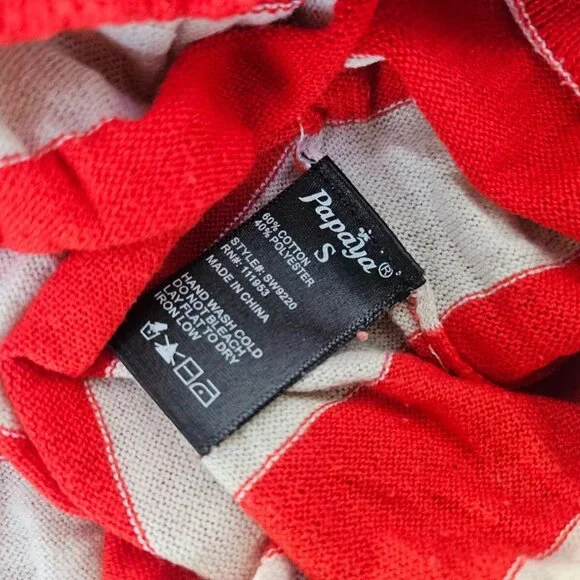 Papaya®
S
60% COTTON
40% POLYESTER
STYLE#: SW9220
RN#: 111953
MADE IN CHINA
HAND WASH COLD
DO NOT BLEACH
LAY FLAT TO DRY
IRON LOW